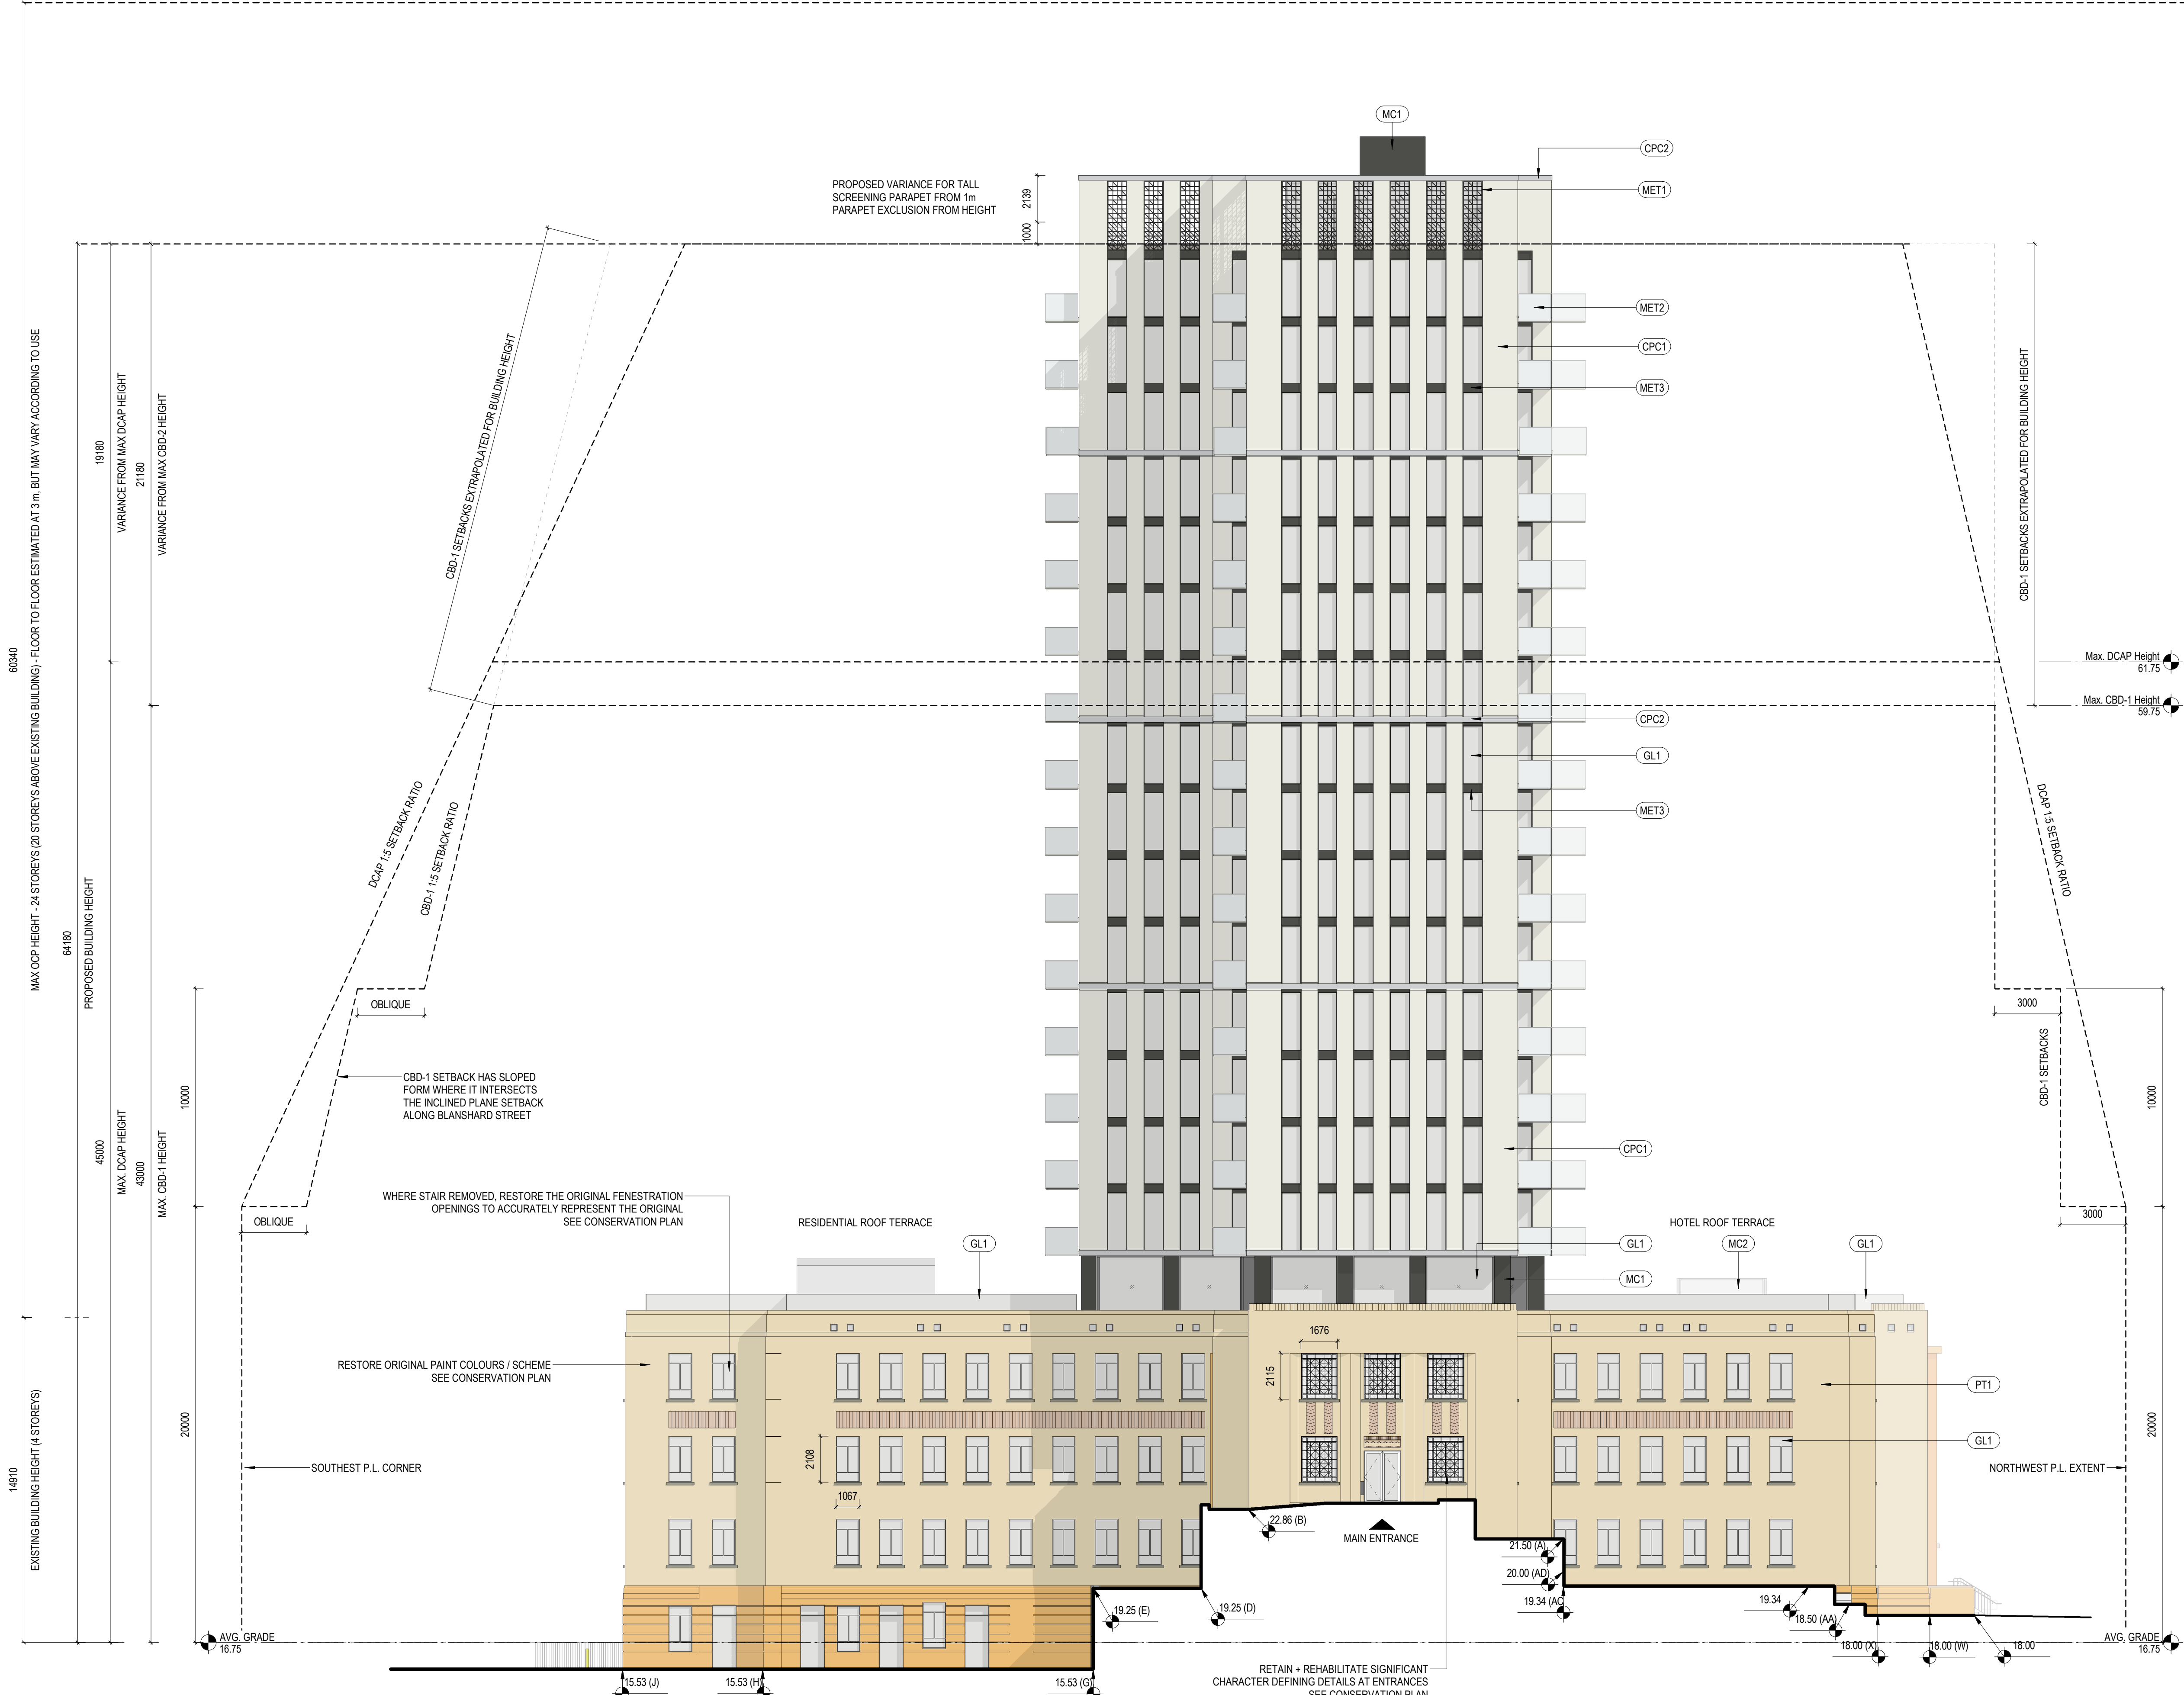 MC1
CPC2
PROPOSED VARIANCE FOR TALL
SCREENING PARAPET FROM 1m
PARAPET EXCLUSION FROM HEIGHT
2139
1000
MET1
MET2
CPC1
MET3
60340
MAX OCP HEIGHT - 24 STOREYS (20 STOREYS ABOVE EXISTING BUILDING) - FLOOR TO FLOOR ESTIMATED AT 3 m, BUT MAY VARY ACCORDING TO USE
64180
PROPOSED BUILDING HEIGHT
19180
VARIANCE FROM MAX DCAP HEIGHT
21180
VARIANCE FROM MAX CBD-2 HEIGHT
CBD-1 SETBACKS EXTRAPOLATED FOR BUILDING HEIGHT
CBD-1 SETBACKS EXTRAPOLATED FOR BUILDING HEIGHT
Max. DCAP Height
61.75
Max. CBD-1 Height
59.75
CPC2
GL1
MET3
DCAP 1:5 SETBACK RATIO
CBD-1 1:5 SETBACK RATIO
DCAP 1:5 SETBACK RATIO
OBLIQUE
3000
CBD-1 SETBACK HAS SLOPED
FORM WHERE IT INTERSECTS
THE INCLINED PLANE SETBACK
ALONG BLANSHARD STREET
10000
CBD-1 SETBACKS
10000
45000
MAX. DCAP HEIGHT
43000
MAX. CBD-1 HEIGHT
CPC1
WHERE STAIR REMOVED, RESTORE THE ORIGINAL FENESTRATION
OPENINGS TO ACCURATELY REPRESENT THE ORIGINAL
SEE CONSERVATION PLAN
OBLIQUE
3000
RESIDENTIAL ROOF TERRACE
HOTEL ROOF TERRACE
GL1
GL1
MC2
GL1
MC1
1676
2115
RESTORE ORIGINAL PAINT COLOURS / SCHEME
SEE CONSERVATION PLAN
PT1
14910
EXISTING BUILDING HEIGHT (4 STOREYS)
20000
20000
2108
1067
GL1
SOUTHEST P.L. CORNER
NORTHWEST P.L. EXTENT
22.86 (B)
MAIN ENTRANCE
21.50 (A)
20.00 (AD)
19.34 (AC
19.25 (E)
19.25 (D)
19.34
18.50 (AA)
18.00 (X)
18.00 (W)
18.00
AVG. GRADE
16.75
AVG. GRADE
16.75
15.53 (J)
15.53 (H)
15.53 (G)
RETAIN + REHABILITATE SIGNIFICANT
CHARACTER DEFINING DETAILS AT ENTRANCES
SEE CONSERVATION PLAN